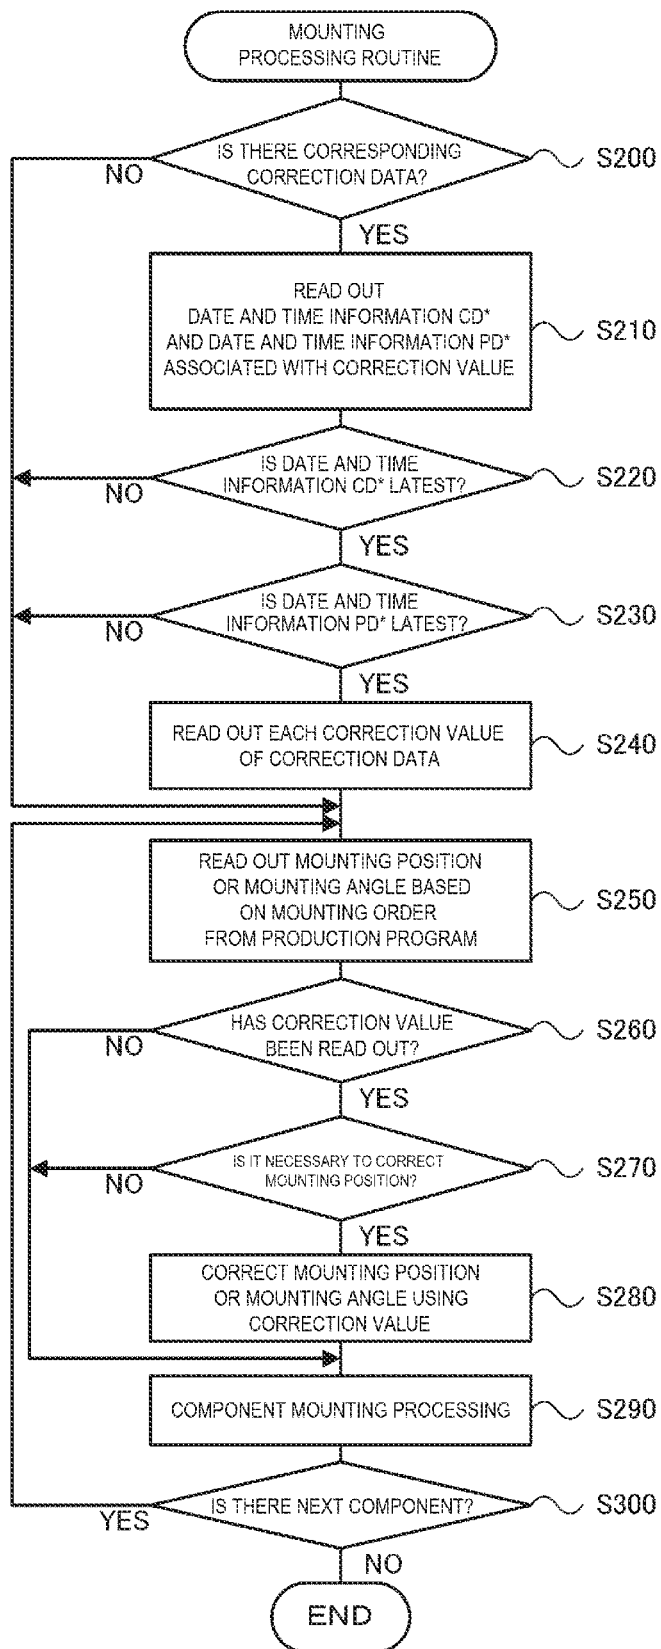 MOUNTING
PROCESSING ROUTINE
IS THERE CORRESPONDING
CORRECTION DATA?
S200
NO
YES
READ OUT
DATE AND TIME INFORMATION CD*
AND DATE AND TIME INFORMATION PD*
ASSOCIATED WITH CORRECTION VALUE
S210
IS DATE AND TIME
INFORMATION CD* LATEST?
S220
NO
YES
IS DATE AND TIME
INFORMATION PD* LATEST?
S230
NO
YES
READ OUT EACH CORRECTION VALUE
OF CORRECTION DATA
S240
READ OUT MOUNTING POSITION
OR MOUNTING ANGLE BASED
ON MOUNTING ORDER
FROM PRODUCTION PROGRAM
S250
HAS CORRECTION VALUE
BEEN READ OUT?
S260
NO
YES
IS IT NECESSARY TO CORRECT
MOUNTING POSITION?
S270
NO
YES
CORRECT MOUNTING POSITION
OR MOUNTING ANGLE USING
CORRECTION VALUE
S280
COMPONENT MOUNTING PROCESSING
S290
IS THERE NEXT COMPONENT?
S300
YES
NO
END